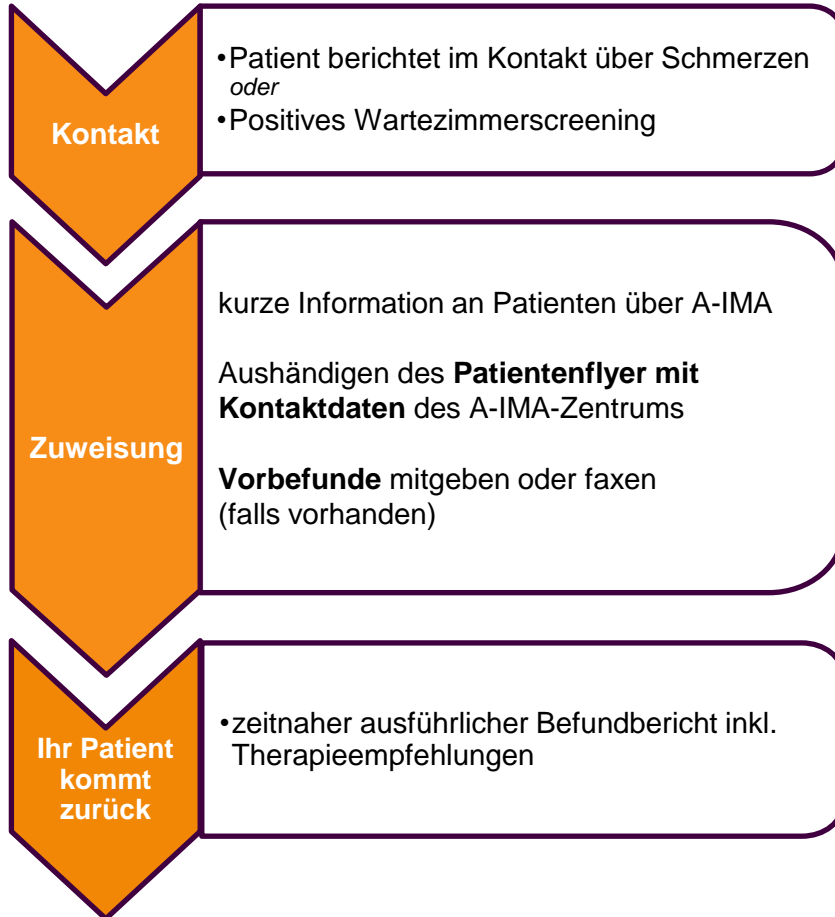 Kontakt
•Patient berichtet im Kontakt über Schmerzen
oder
•Positives Wartezimmerscreening
Zuweisung
kurze Information an Patienten über A-IMA
Aushändigen des Patientenflyer mit
Kontaktdaten des A-IMA-Zentrums
Vorbefunde mitgeben oder faxen
(falls vorhanden)
Ihr Patient
kommt
zurück
•zeitnaher ausführlicher Befundbericht inkl.
Therapieempfehlungen